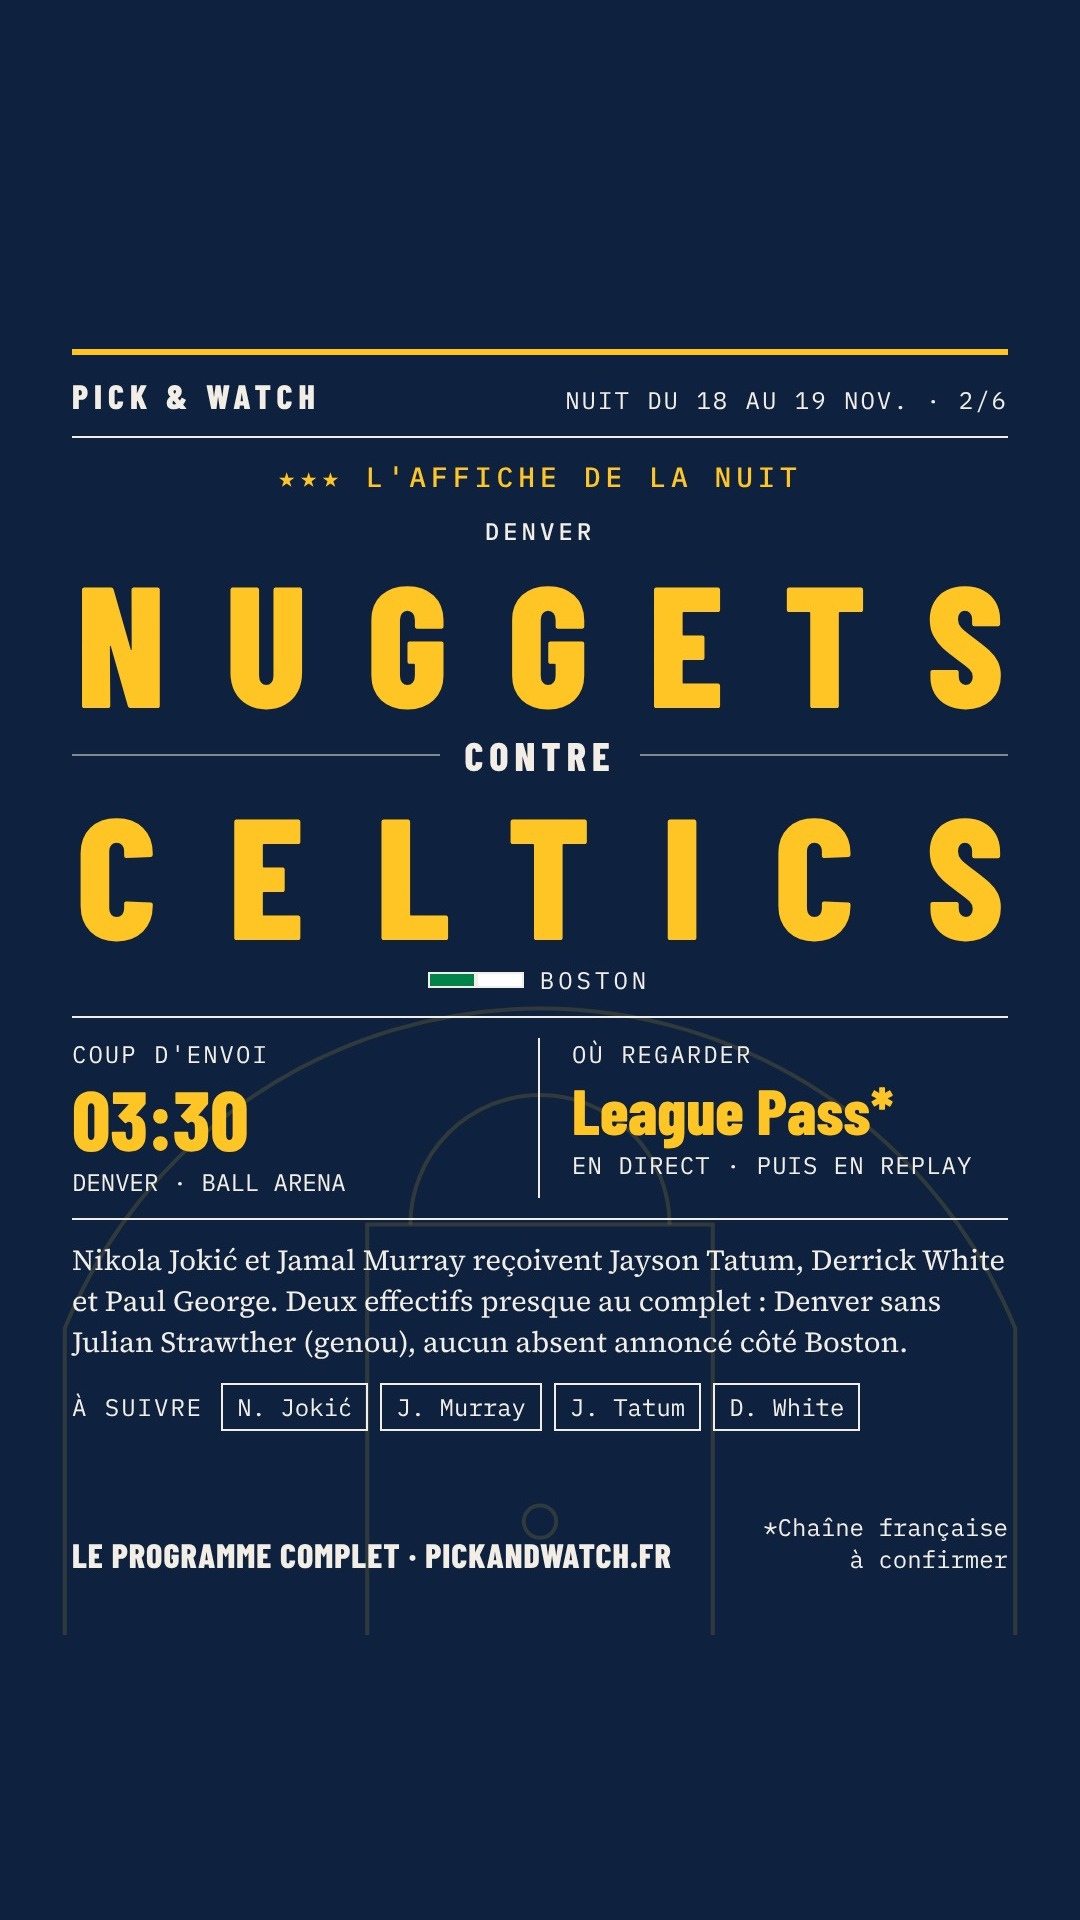 PICK & WATCH
NUIT DU 18 AU 19 NOV. · 2/6
★★★ L'AFFICHE DE LA NUIT
DENVER
NUGGETS
CONTRE
CELTICS
BOSTON
COUP D'ENVOI
03:30
DENVER · BALL ARENA
OÙ REGARDER
League Pass*
EN DIRECT · PUIS EN REPLAY
Nikola Jokić et Jamal Murray reçoivent Jayson Tatum, Derrick White
et Paul George. Deux effectifs presque au complet : Denver sans
Julian Strawther (genou), aucun absent annoncé côté Boston.
À SUIVRE N. Jokić J. Murray J. Tatum D. White
LE PROGRAMME COMPLET · PICKANDWATCH.FR
*Chaîne française
à confirmer